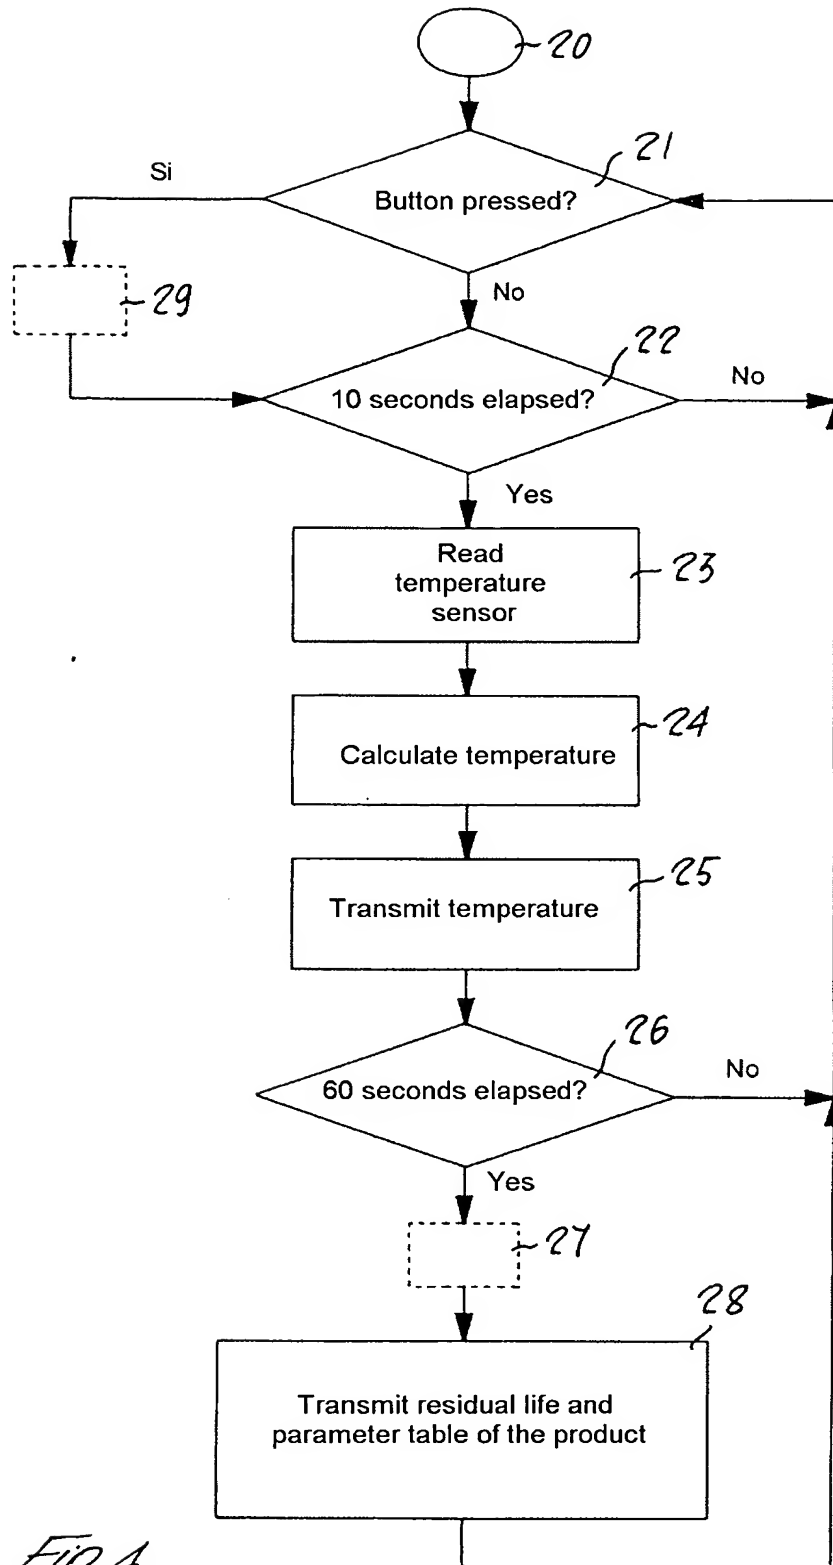 20
21
Si
Button pressed?
29
No
22
10 seconds elapsed?
No
Yes
Read
temperature
sensor
23
24
Calculate temperature
25
Transmit temperature
26
60 seconds elapsed?
No
Yes
27
28
Transmit residual life and
parameter table of the product